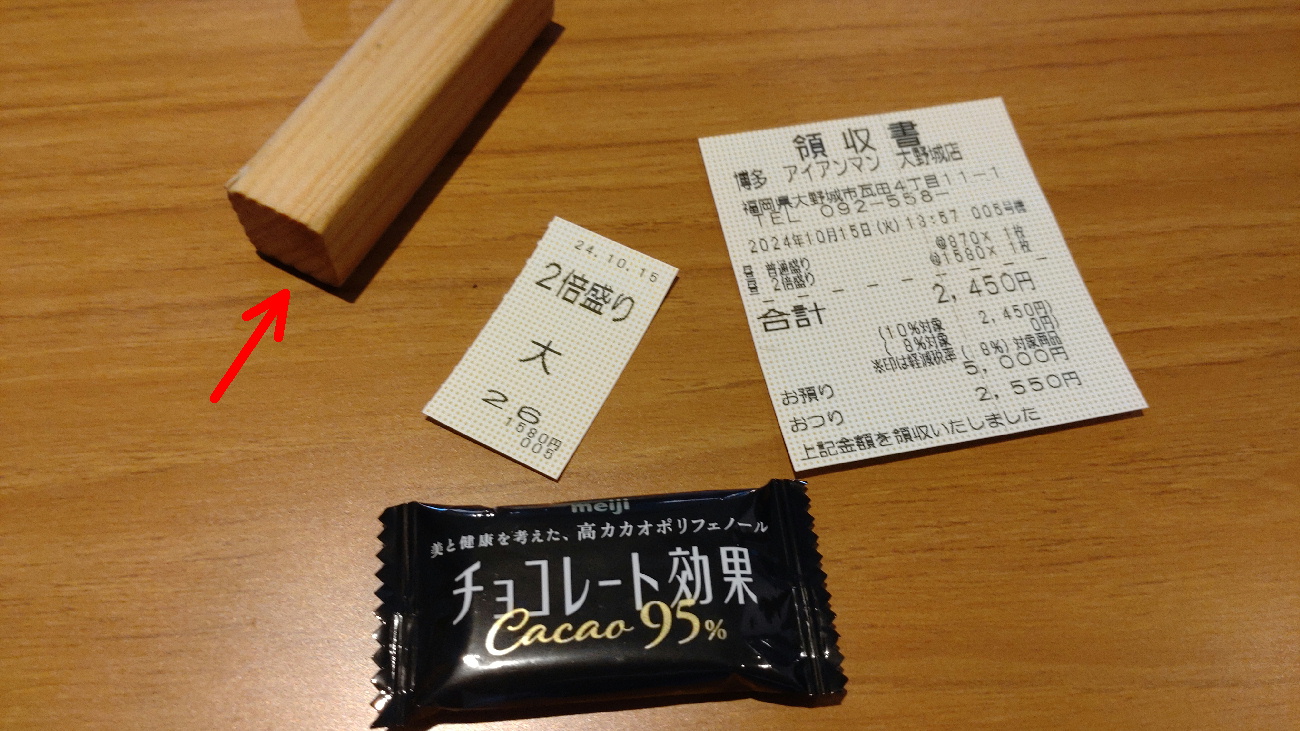 24.10.15
2倍盛り
大
26
1580円
005
領収書
博多 アイアンマン 大野城店
福岡県大野城市瓦田4丁目11-1
TEL 092-558-
2024年10月15日(火)13:57 005号機
昼 普通盛り @870× 1枚
昼 2倍盛り @1580× 1枚
合計 2,450円
(10%対象 2,450円)
( 8%対象 0円)
※印は軽減税率( 8%)対象商品
お預り 5,000円
おつり 2,550円
上記金額を領収いたしました
meiji
美と健康を考えた、高カカオポリフェノール
チョコレート効果
Cacao 95%